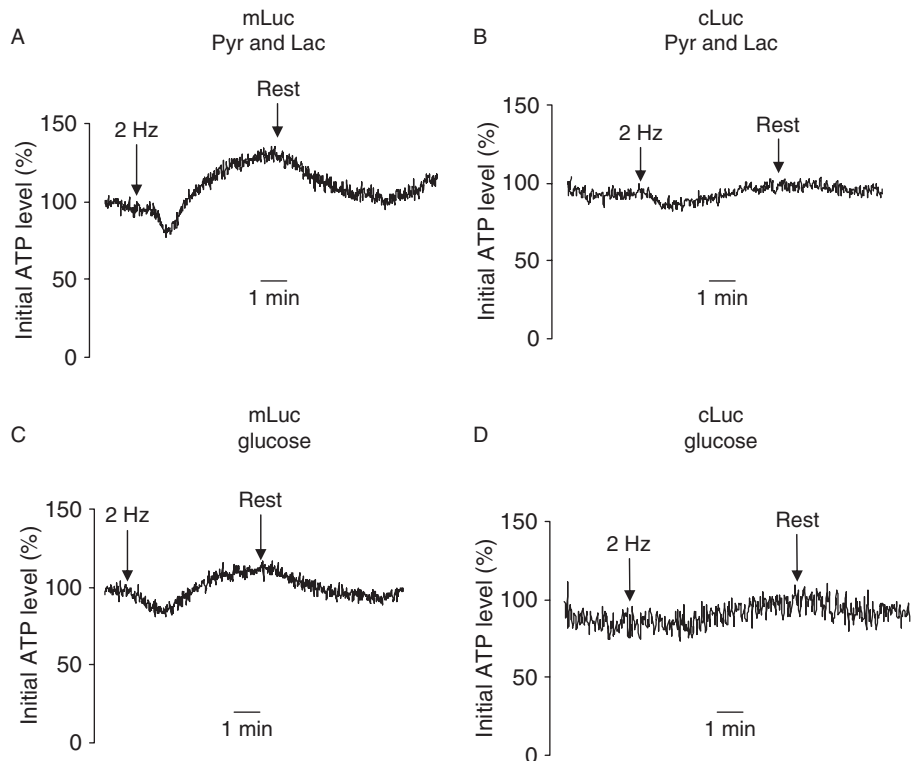 A
mLuc
Pyr and Lac
Initial ATP level (%)
150
100
50
0
2 Hz
Rest
1 min
B
cLuc
Pyr and Lac
Initial ATP level (%)
150
100
50
0
2 Hz
Rest
1 min
C
mLuc
glucose
Initial ATP level (%)
150
100
50
0
2 Hz
Rest
1 min
D
cLuc
glucose
Initial ATP level (%)
150
100
50
0
2 Hz
Rest
1 min